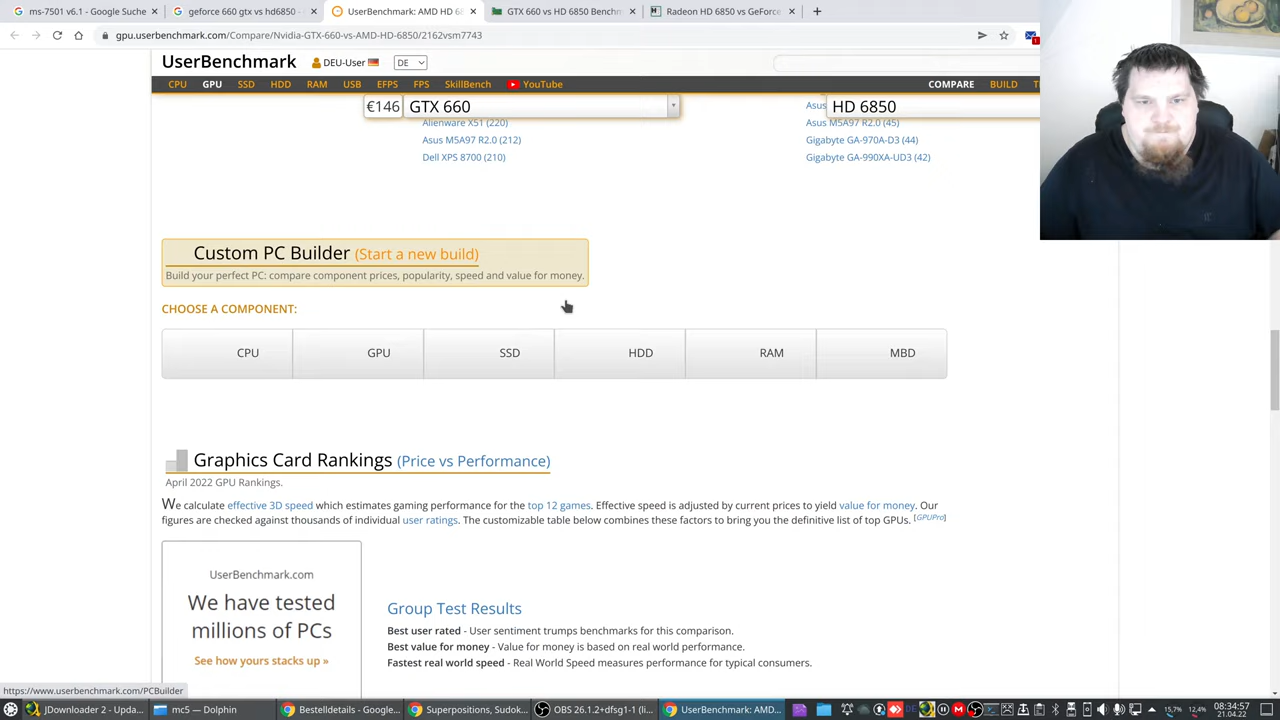 ms-7501 v6.1 - Google Suche
geforce 660 gtx vs hd6850 -
UserBenchmark: AMD HD 6
GTX 660 vs HD 6850 Benchm
Radeon HD 6850 vs GeForce
gpu.userbenchmark.com/Compare/Nvidia-GTX-660-vs-AMD-HD-6850/2162vsm7743
UserBenchmark
DEU-User
DE
CPU GPU SSD HDD RAM USB EFPS FPS SkillBench YouTube COMPARE BUILD
€146 GTX 660
HD 6850
Alienware X51 (220)
Asus M5A97 R2.0 (212)
Dell XPS 8700 (210)
Asus
Asus M5A97 R2.0 (45)
Gigabyte GA-970A-D3 (44)
Gigabyte GA-990XA-UD3 (42)
Custom PC Builder (Start a new build)
Build your perfect PC: compare component prices, popularity, speed and value for money.
CHOOSE A COMPONENT:
CPU GPU SSD HDD RAM MBD
Graphics Card Rankings (Price vs Performance)
April 2022 GPU Rankings.
We calculate effective 3D speed which estimates gaming performance for the top 12 games. Effective speed is adjusted by current prices to yield value for money. Our
figures are checked against thousands of individual user ratings. The customizable table below combines these factors to bring you the definitive list of top GPUs. [GPUPro]
UserBenchmark.com
We have tested
millions of PCs
See how yours stacks up »
Group Test Results
Best user rated - User sentiment trumps benchmarks for this comparison.
Best value for money - Value for money is based on real world performance.
Fastest real world speed - Real World Speed measures performance for typical consumers.
https://www.userbenchmark.com/PCBuilder
JDownloader 2 - Upda...
mc5 — Dolphin
Bestelldetails - Google...
Superpositions, Sudok...
OBS 26.1.2+dfsg1-1 (li...
UserBenchmark: AMD...
15,7% 12,4%
08:34:57
21.04.22